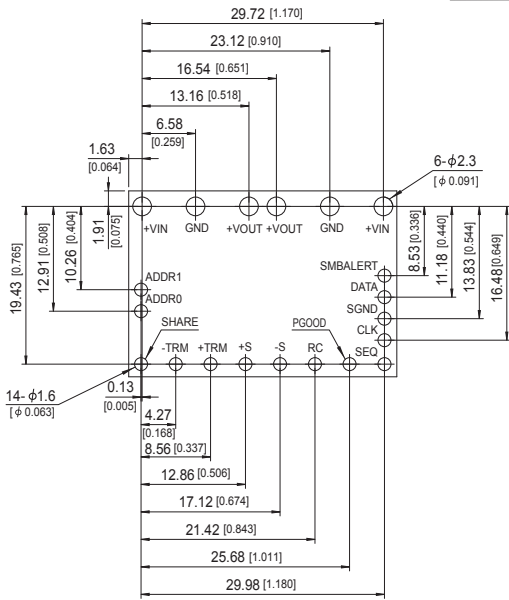 29.72 [1.170]
23.12 [0.910]
16.54 [0.651]
13.16 [0.518]
6.58
[0.259]
1.63
[0.064]
6-ϕ2.3
[ϕ 0.091]
+VIN GND +VOUT +VOUT GND +VIN
1.91
[0.075]
10.26 [0.404]
12.91 [0.508]
19.43 [0.765]
8.53 [0.336]
11.18 [0.440]
13.83 [0.544]
16.48 [0.649]
SMBALERT
ADDR1
DATA
ADDR0
SGND
SHARE
PGOOD
CLK
-TRM +TRM +S -S RC SEQ
14-ϕ1.6
[ϕ 0.063]
0.13
[0.005]
4.27
[0.168]
8.56 [0.337]
12.86 [0.506]
17.12 [0.674]
21.42 [0.843]
25.68 [1.011]
29.98 [1.180]